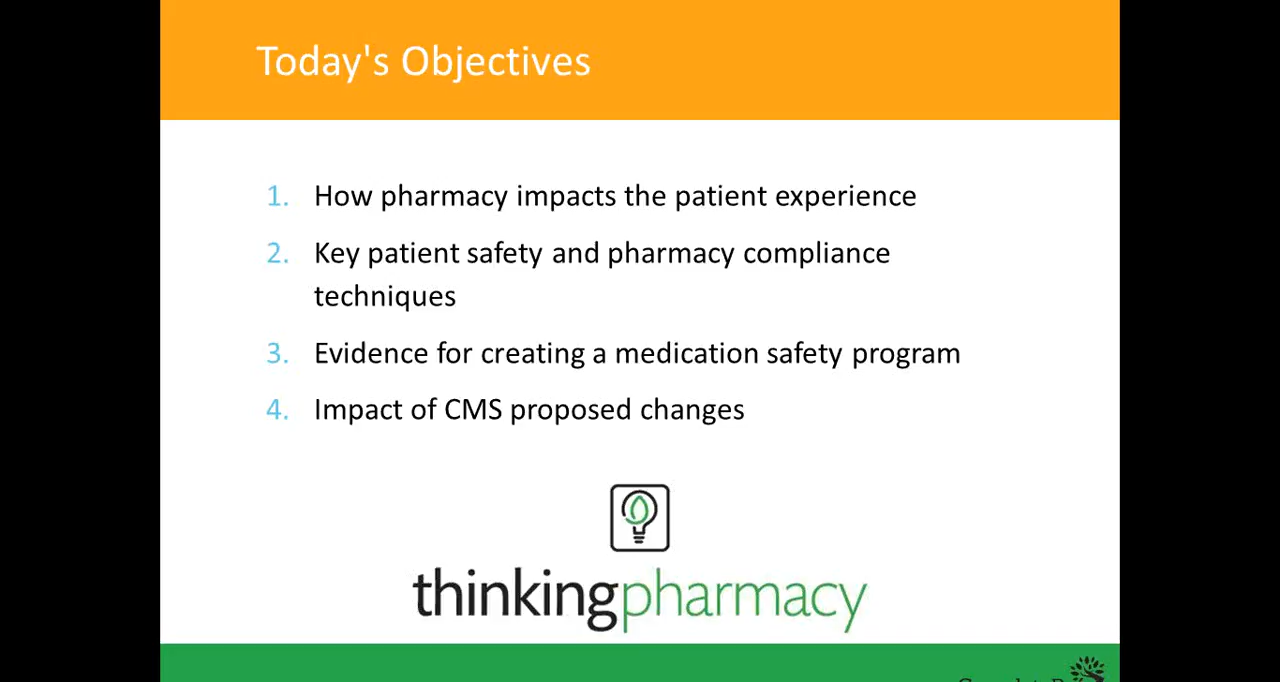 Today's Objectives
1. How pharmacy impacts the patient experience
2. Key patient safety and pharmacy compliance
techniques
3. Evidence for creating a medication safety program
4. Impact of CMS proposed changes
thinkingpharmacy